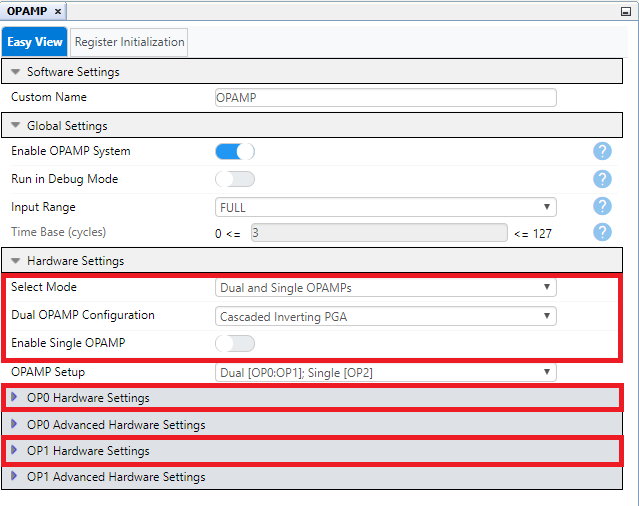 OPAMP ×
Easy View Register Initialization
Software Settings
Custom Name OPAMP
Global Settings
Enable OPAMP System ?
Run in Debug Mode ?
Input Range FULL ?
Time Base (cycles) 0 <= 3 <= 127 ?
Hardware Settings
Select Mode Dual and Single OPAMPs
Dual OPAMP Configuration Cascaded Inverting PGA
Enable Single OPAMP
OPAMP Setup Dual [OP0:OP1]; Single [OP2]
OP0 Hardware Settings
OP0 Advanced Hardware Settings
OP1 Hardware Settings
OP1 Advanced Hardware Settings